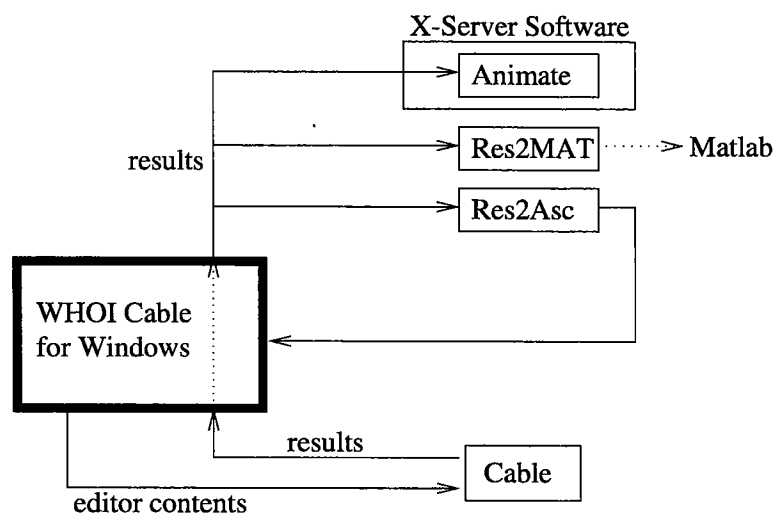 X-Server Software
Animate
results
Res2MAT
Matlab
Res2Asc
WHOI Cable
for Windows
results
Cable
editor contents